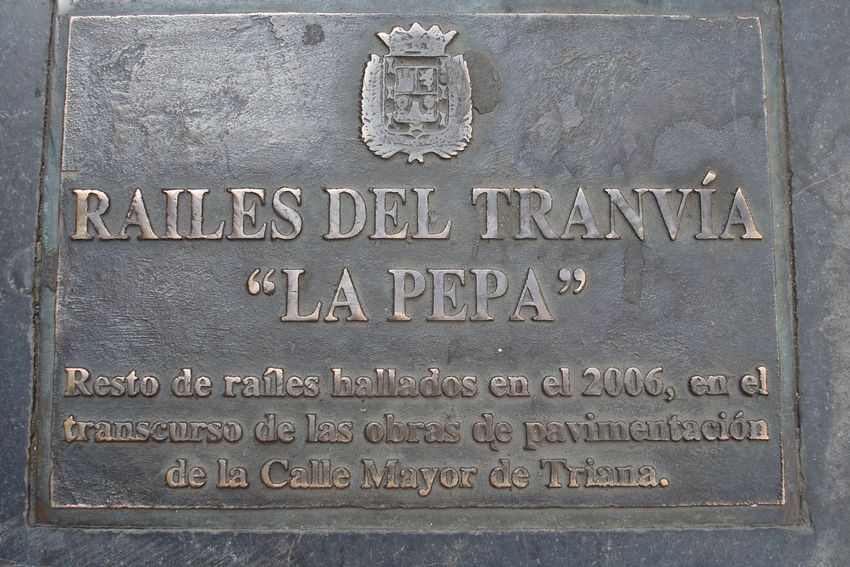 RAILES DEL TRANVÍA
“LA PEPA”
Resto de raíles hallados en el 2006, en el
transcurso de las obras de pavimentación
de la Calle Mayor de Triana.